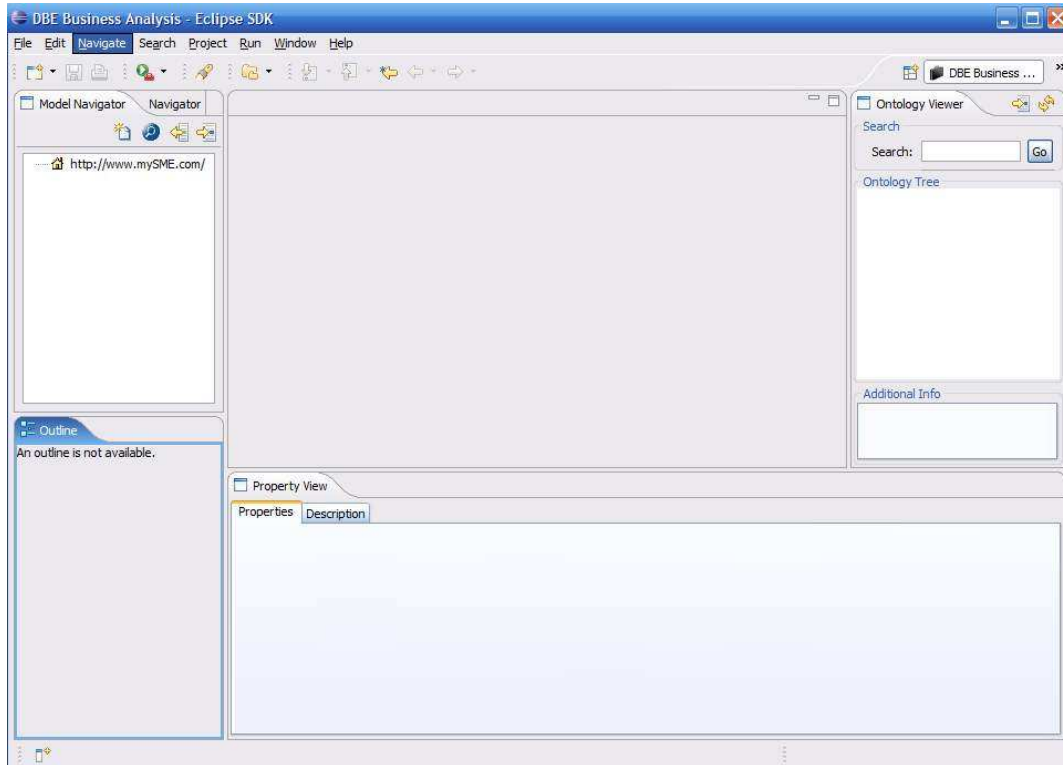 DBE Business Analysis - Eclipse SDK
File Edit Navigate Search Project Run Window Help
DBE Business ...
Model Navigator Navigator
http://www.mySME.com/
Ontology Viewer
Search
Search: Go
Ontology Tree
Additional Info
Outline
An outline is not available.
Property View
Properties Description